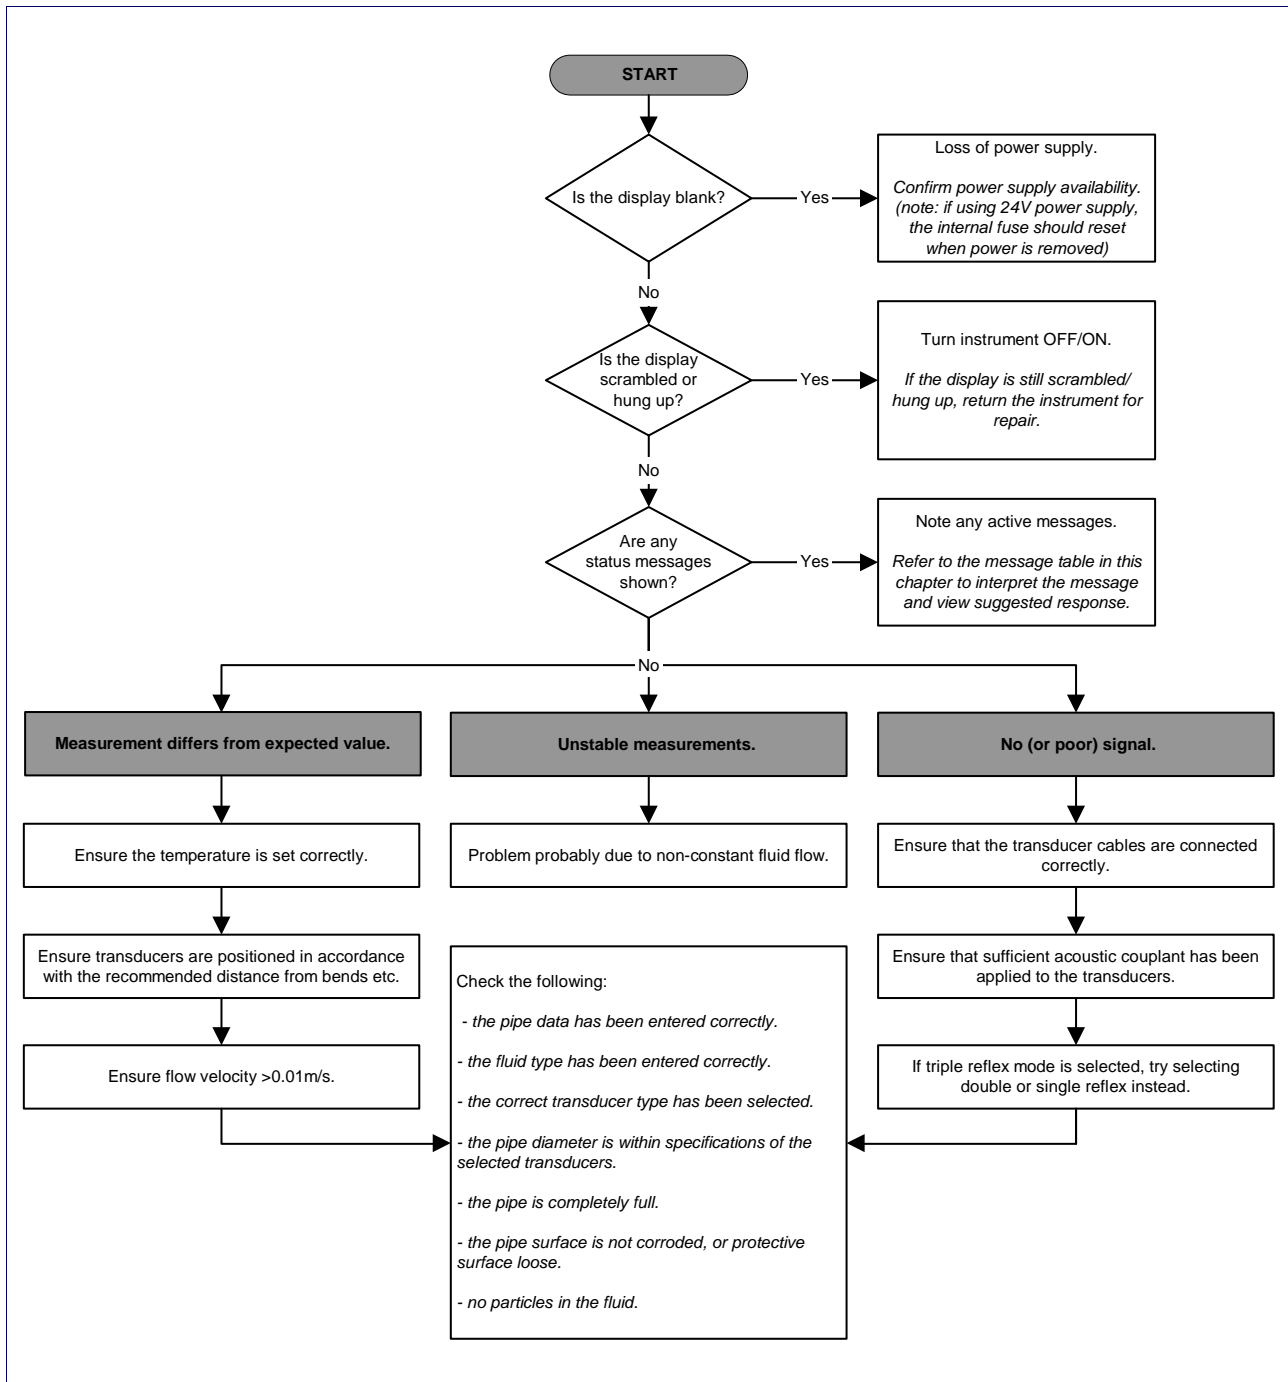 START
Is the display blank?
Yes
Loss of power supply.
Confirm power supply availability.
(note: if using 24V power supply,
the internal fuse should reset
when power is removed)
No
Is the display
scrambled or
hung up?
Yes
Turn instrument OFF/ON.
If the display is still scrambled/
hung up, return the instrument for
repair.
No
Are any
status messages
shown?
Yes
Note any active messages.
Refer to the message table in this
chapter to interpret the message
and view suggested response.
No
Measurement differs from expected value.
Unstable measurements.
No (or poor) signal.
Ensure the temperature is set correctly.
Problem probably due to non-constant fluid flow.
Ensure that the transducer cables are connected
correctly.
Ensure transducers are positioned in accordance
with the recommended distance from bends etc.
Ensure that sufficient acoustic couplant has been
applied to the transducers.
Ensure flow velocity >0.01m/s.
If triple reflex mode is selected, try selecting
double or single reflex instead.
Check the following:
- the pipe data has been entered correctly.
- the fluid type has been entered correctly.
- the correct transducer type has been selected.
- the pipe diameter is within specifications of the
selected transducers.
- the pipe is completely full.
- the pipe surface is not corroded, or protective
surface loose.
- no particles in the fluid.